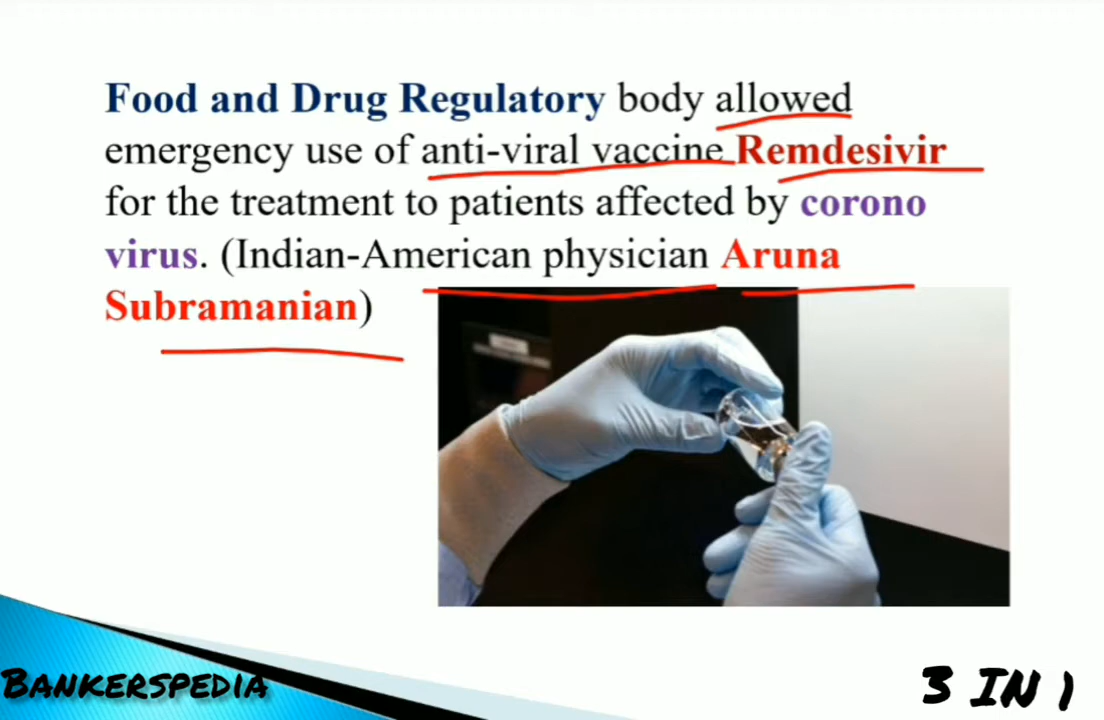 Food and Drug Regulatory body allowed
emergency use of anti-viral vaccine Remdesivir
for the treatment to patients affected by corono
virus. (Indian-American physician Aruna
Subramanian)
BANKERSPEDIA
3 IN 1